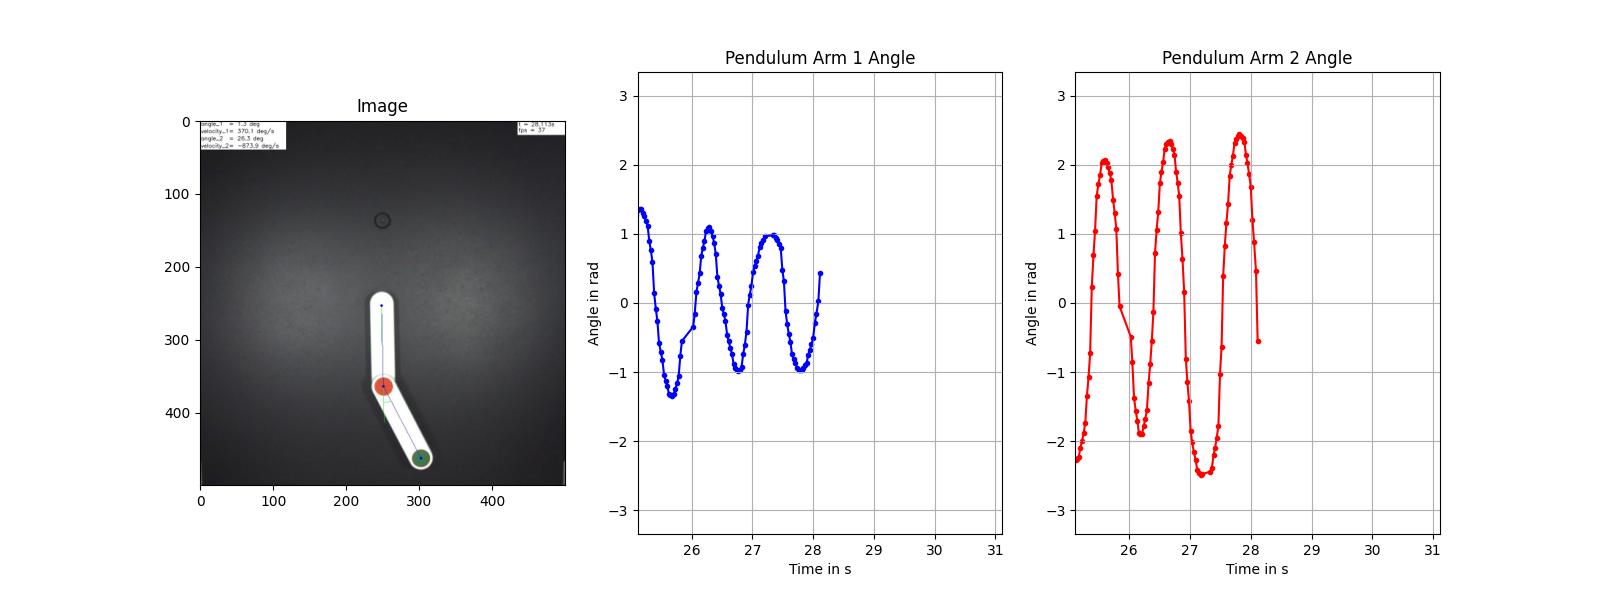 Image
Pendulum Arm 1 Angle
Pendulum Arm 2 Angle
angle_1 = 1.3 deg
velocity_1= 370.1 deg/s
angle_2 = 26.3 deg
velocity_2= -873.9 deg/s
t = 28.113s
fps = 37
0
100
200
300
400
0
100
200
300
400
Angle in rad
3
2
1
0
−1
−2
−3
26
27
28
29
30
31
Time in s
Angle in rad
3
2
1
0
−1
−2
−3
26
27
28
29
30
31
Time in s